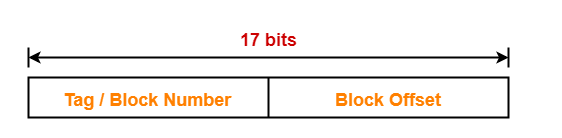 17 bits
Tag / Block Number
Block Offset